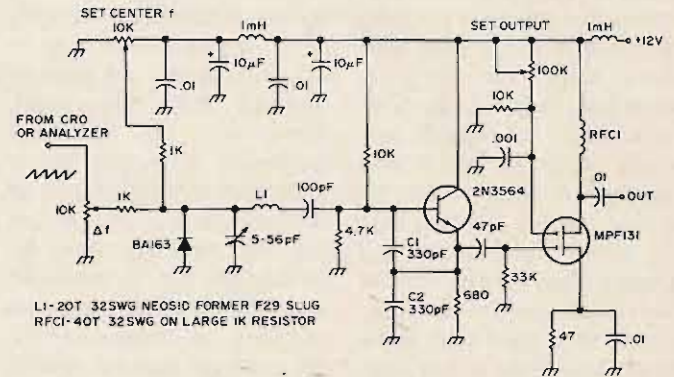 SET CENTER f
10K
1mH
SET OUTPUT
1mH
+12V
.01
+
10µF
.01
+
10µF
100K
10K
FROM CRO
OR ANALYZER
1K
10K
.001
RFC1
2N3564
.01
OUT
L1
100pF
47pF
MPF131
10K
Δf
1K
BA163
5-56pF
4.7K
C1
330pF
33K
C2
330pF
680
47
.01
L1-20T 32SWG NEOSID FORMER F29 SLUG
RFC1-40T 32SWG ON LARGE 1K RESISTOR